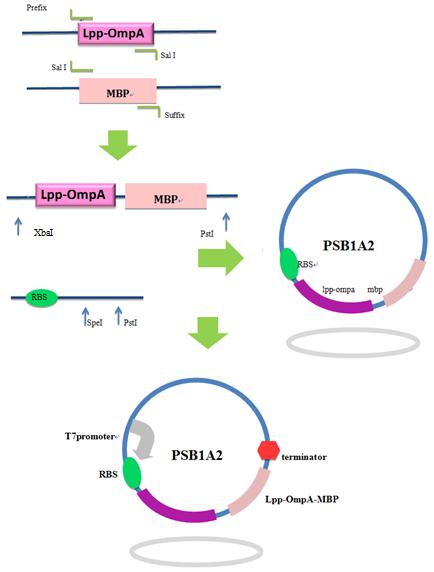 Prefix
Lpp-OmpA
Sal I
Sal I
MBP
Suffix
Lpp-OmpA
MBP
XbaI
PstI
PSB1A2
RBS
lpp-ompa mbp
RBS
SpeI PstI
T7promoter
PSB1A2
terminator
RBS
Lpp-OmpA-MBP